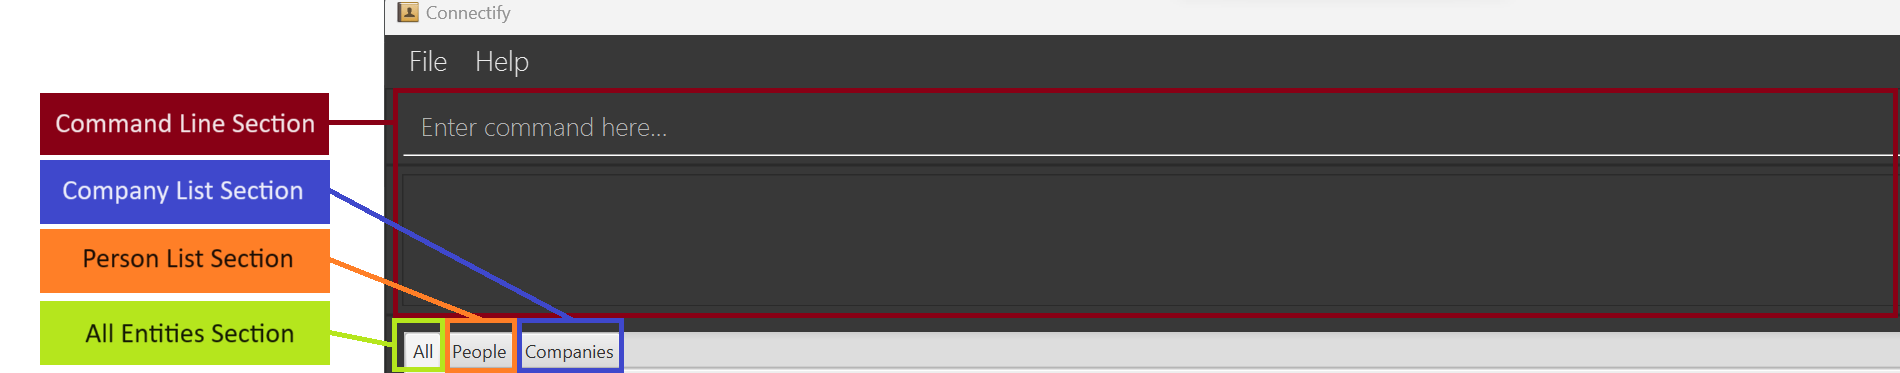 Connectify
File Help
Command Line Section
Enter command here...
Company List Section
Person List Section
All Entities Section
All People Companies